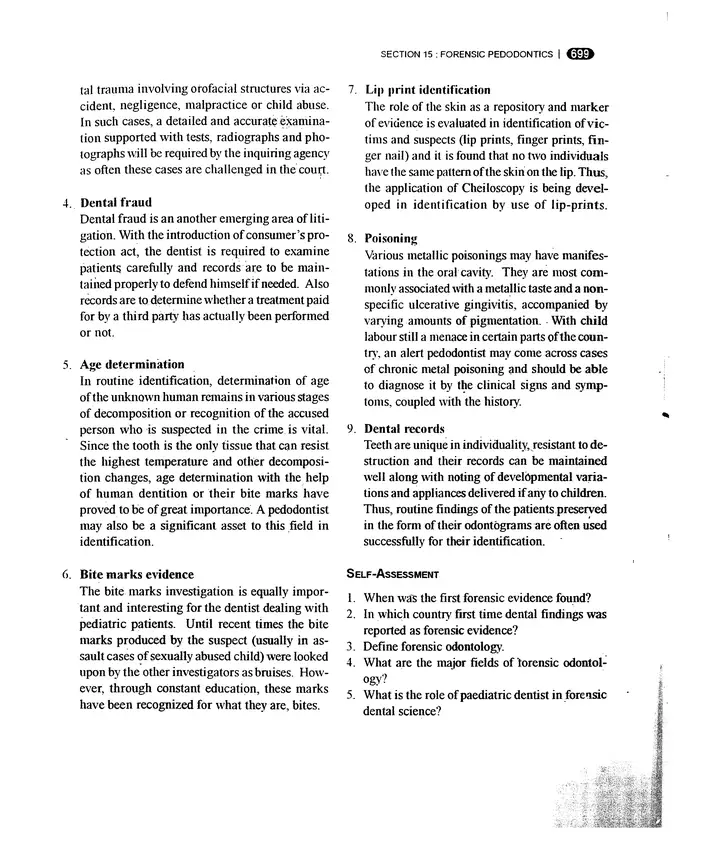 SECTION 15 : FORENSIC PEDODONTICS | 699
tal trauma involving orofacial structures via ac-
cident, negligence, malpractice or child abuse.
In such cases, a detailed and accurate examina-
tion supported with tests, radiographs and pho-
tographs will be required by the inquiring agency
as often these cases are challenged in the court.
4. Dental fraud
Dental fraud is an another emerging area of liti-
gation. With the introduction of consumer's pro-
tection act, the dentist is required to examine
patients carefully and records are to be main-
tained properly to defend himself if needed. Also
records are to determine whether a treatment paid
for by a third party has actually been performed
or not.
5. Age determination
In routine identification, determination of age
of the unknown human remains in various stages
of decomposition or recognition of the accused
person who is suspected in the crime is vital.
Since the tooth is the only tissue that can resist
the highest temperature and other decomposi-
tion changes, age determination with the help
of human dentition or their bite marks have
proved to be of great importance. A pedodontist
may also be a significant asset to this field in
identification.
6. Bite marks evidence
The bite marks investigation is equally impor-
tant and interesting for the dentist dealing with
pediatric patients. Until recent times the bite
marks produced by the suspect (usually in as-
sault cases of sexually abused child) were looked
upon by the other investigators as bruises. How-
ever, through constant education, these marks
have been recognized for what they are, bites.
7. Lip print identification
The role of the skin as a repository and marker
of evidence is evaluated in identification of vic-
tims and suspects (lip prints, finger prints, fin-
ger nail) and it is found that no two individuals
have the same pattern of the skin on the lip. Thus,
the application of Cheiloscopy is being devel-
oped in identification by use of lip-prints.
8. Poisoning
Various metallic poisonings may have manifes-
tations in the oral cavity. They are most com-
monly associated with a metallic taste and a non-
specific ulcerative gingivitis, accompanied by
varying amounts of pigmentation. With child
labour still a menace in certain parts of the coun-
try, an alert pedodontist may come across cases
of chronic metal poisoning and should be able
to diagnose it by the clinical signs and symp-
toms, coupled with the history.
9. Dental records
Teeth are unique in individuality, resistant to de-
struction and their records can be maintained
well along with noting of developmental varia-
tions and appliances delivered if any to children.
Thus, routine findings of the patients preserved
in the form of their odontograms are often used
successfully for their identification.
SELF-ASSESSMENT
1. When was the first forensic evidence found?
2. In which country first time dental findings was
reported as forensic evidence?
3. Define forensic odontology.
4. What are the major fields of forensic odontol-
ogy?
5. What is the role of paediatric dentist in forensic
dental science?